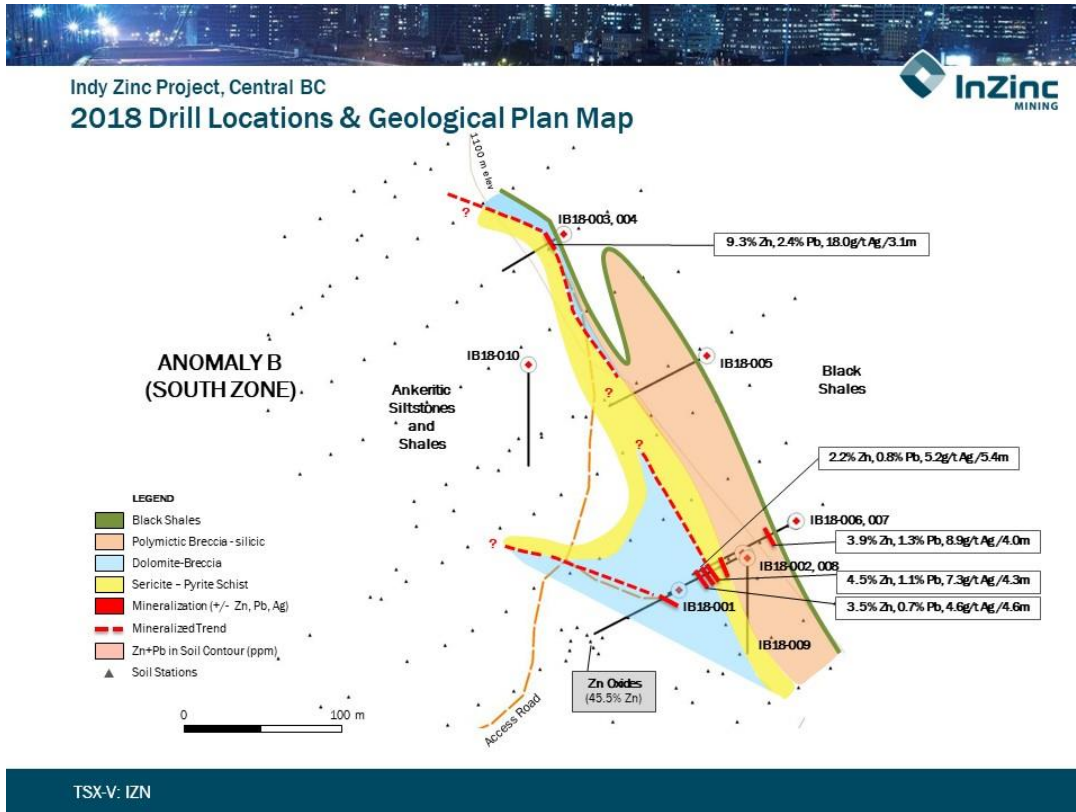 Indy Zinc Project, Central BC
2018 Drill Locations & Geological Plan Map
InZinc
MINING
1100 m elev
?
IB18-003, 004
9.3% Zn, 2.4% Pb, 18.0g/t Ag/3.1m
ANOMALY B
(SOUTH ZONE)
IB18-010
Ankeritic
Siltstones
and
Shales
IB18-005
Black
Shales
?
?
2.2% Zn, 0.8% Pb, 5.2g/t Ag/5.4m
LEGEND
Black Shales
Polymictic Breccia - silicic
Dolomite-Breccia
Sericite – Pyrite Schist
Mineralization (+/- Zn, Pb, Ag)
Mineralized Trend
Zn+Pb in Soil Contour (ppm)
Soil Stations
?
IB18-006, 007
3.9% Zn, 1.3% Pb, 8.9g/t Ag/4.0m
IB18-002, 008
4.5% Zn, 1.1% Pb, 7.3g/t Ag/4.3m
3.5% Zn, 0.7% Pb, 4.6g/t Ag/4.6m
IB18-001
IB18-009
Zn Oxides
(45.5% Zn)
0 100 m
Access Road
TSX-V: IZN